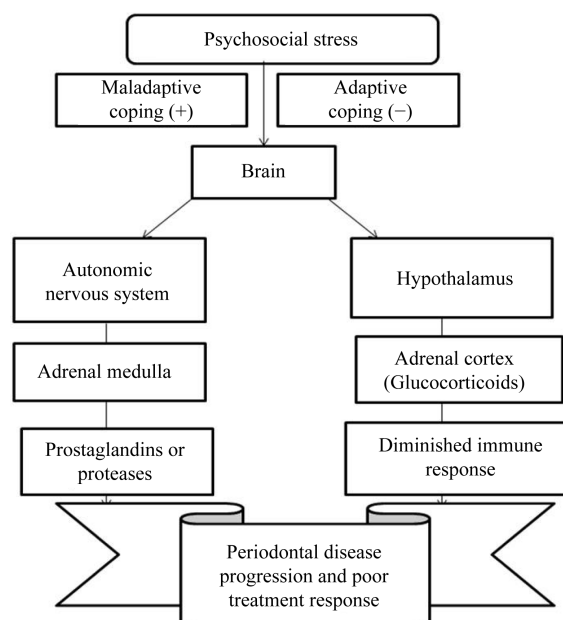 Psychosocial stress
Maladaptive
coping (+)
Adaptive
coping (−)
Brain
Autonomic
nervous system
Hypothalamus
Adrenal medulla
Adrenal cortex
(Glucocorticoids)
Prostaglandins or
proteases
Diminished immune
response
Periodontal disease
progression and poor
treatment response